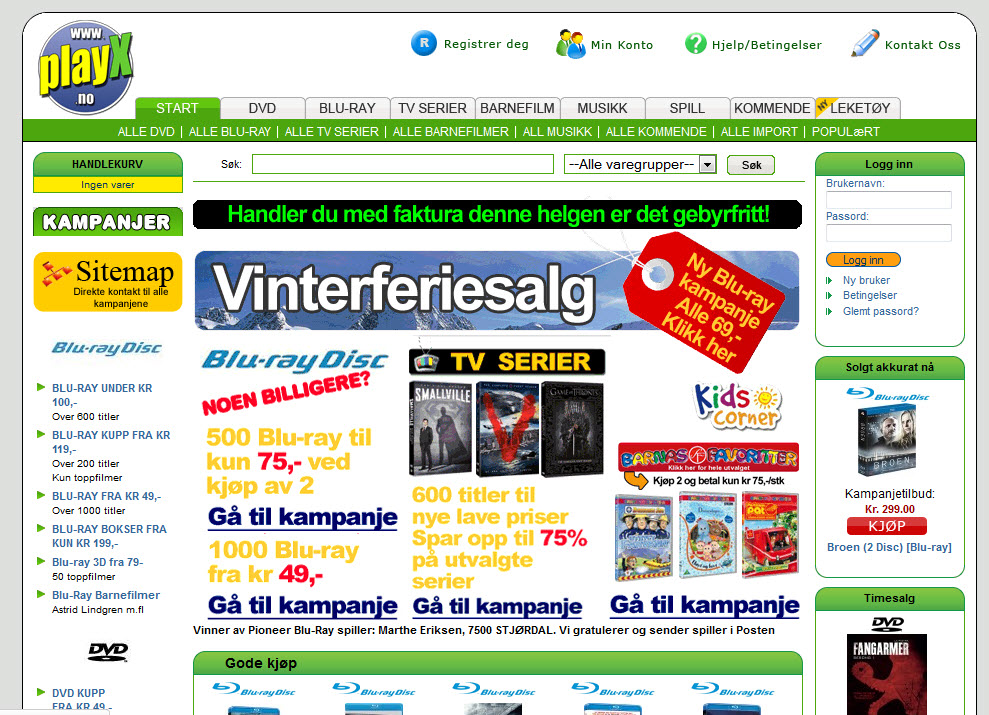 www.
playX
.no
R Registrer deg
Min Konto
? Hjelp/Betingelser
Kontakt Oss
START
DVD
BLU-RAY
TV SERIER
BARNEFILM
MUSIKK
SPILL
KOMMENDE
NY
LEKETØY
ALLE DVD | ALLE BLU-RAY | ALLE TV SERIER | ALLE BARNEFILMER | ALL MUSIKK | ALLE KOMMENDE | ALLE IMPORT | POPULæRT
HANDLEKURV
Ingen varer
KAMPANJER
Sitemap
Direkte kontakt til alle
kampanjene
Blu-ray Disc
BLU-RAY UNDER KR
100,-
Over 600 titler
BLU-RAY KUPP FRA KR
119,-
Over 200 titler
Kun toppfilmer
BLU-RAY FRA KR 49,-
Over 1000 titler
BLU-RAY BOKSER FRA
KUN KR 199,-
Blu-ray 3D fra 79-
50 toppfilmer
Blu-Ray Barnefilmer
Astrid Lindgren m.fl
DVD
DVD KUPP
FRA KR 49,-
Søk:
--Alle varegrupper--
Søk
Handler du med faktura denne helgen er det gebyrfritt!
Vinterferiesalg
Ny Blu-ray
kampanje
Alle 69,-
Klikk her
Blu-ray Disc
NOEN BILLIGERE?
500 Blu-ray til
kun 75,- ved
kjøp av 2
Gå til kampanje
1000 Blu-ray
fra kr 49,-
Gå til kampanje
TV SERIER
SMALLVILLE
V
GAME OF THRONES
600 titler til
nye lave priser
Spar opp til 75%
på utvalgte
serier
Gå til kampanje
Kids
corner
BARNAS FAVORITTER
Klikk her for hele utvalget
Kjøp 2 og betal kun kr 75,-/stk
Gå til kampanje
Vinner av Pioneer Blu-Ray spiller: Marthe Eriksen, 7500 STJØRDAL. Vi gratulerer og sender spiller i Posten
Gode kjøp
Blu-ray Disc
Blu-ray Disc
Blu-ray Disc
Blu-ray Disc
Blu-ray Disc
Logg inn
Brukernavn:
Passord:
Logg inn
Ny bruker
Betingelser
Glemt passord?
Solgt akkurat nå
Blu-ray Disc
BROEN
Kampanjetilbud:
Kr. 299.00
KJØP
Broen (2 Disc) [Blu-ray]
Timesalg
DVD
FANGARMER